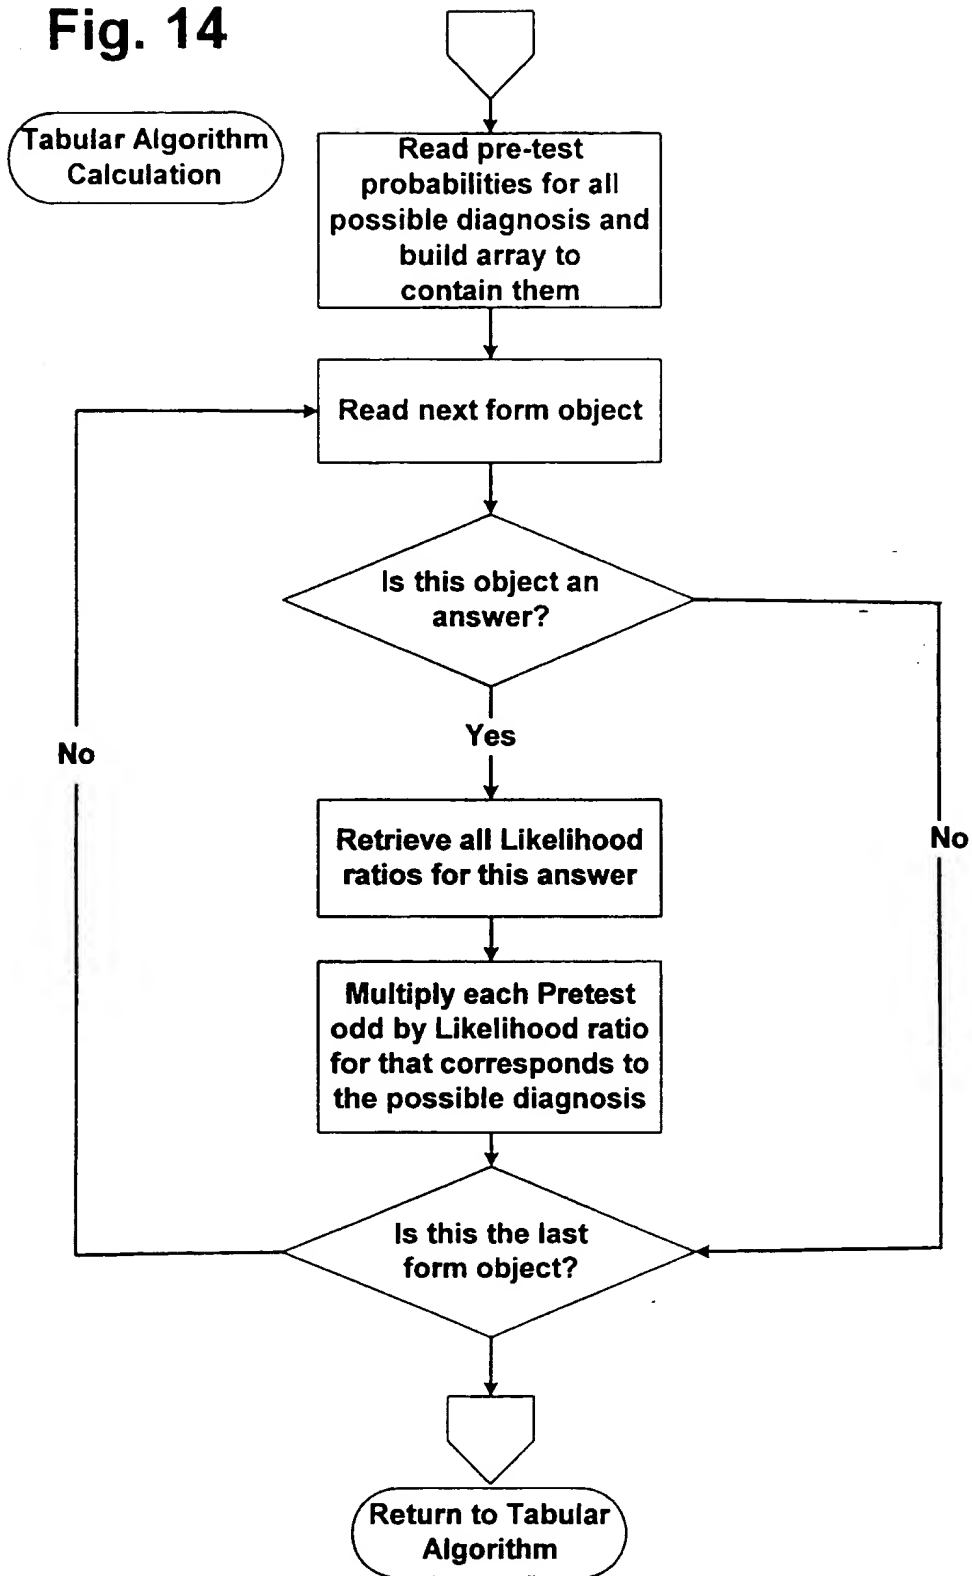 Fig. 14
Tabular Algorithm
Calculation
Read pre-test
probabilities for all
possible diagnosis and
build array to
contain them
Read next form object
Is this object an
answer?
Yes
No
No
Retrieve all Likelihood
ratios for this answer
Multiply each Pretest
odd by Likelihood ratio
for that corresponds to
the possible diagnosis
Is this the last
form object?
Return to Tabular
Algorithm